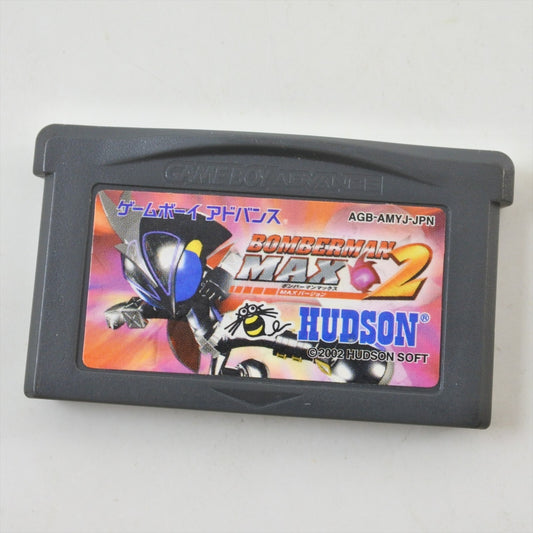 GAME BOY ADVANCE
ゲームボーイ アドバンス
AGB-AMYJ-JPN
BOMBERMAN
MAX 2
ボンバーマンマックス
MAXバージョン
HUDSON®
©2002 HUDSON SOFT